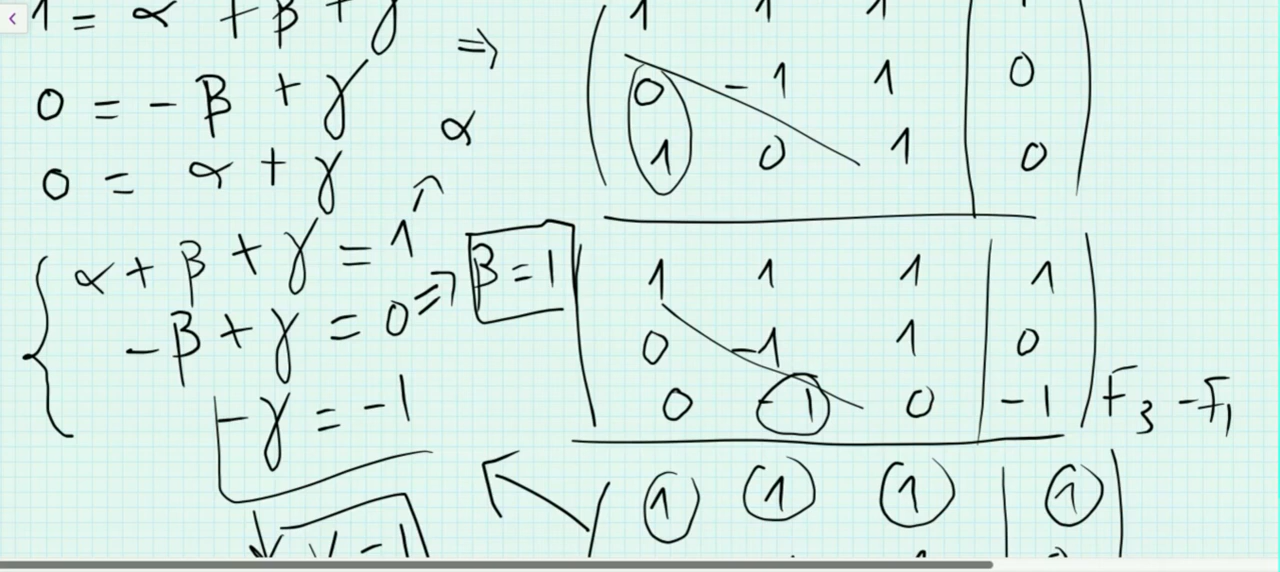 1 = α + β + γ
0 = - β + γ
0 = α + γ
⇒
α
α + β + γ = 1
- β + γ = 0 ⇒ β = 1
- γ = -1
γ = 1
1 1 1
0 -1 1 | 0
1 0 1 | 0
1 1 1 | 1
0 -1 1 | 0
0 -1 0 | -1 F₃ - F₁
1 1 1 | 1